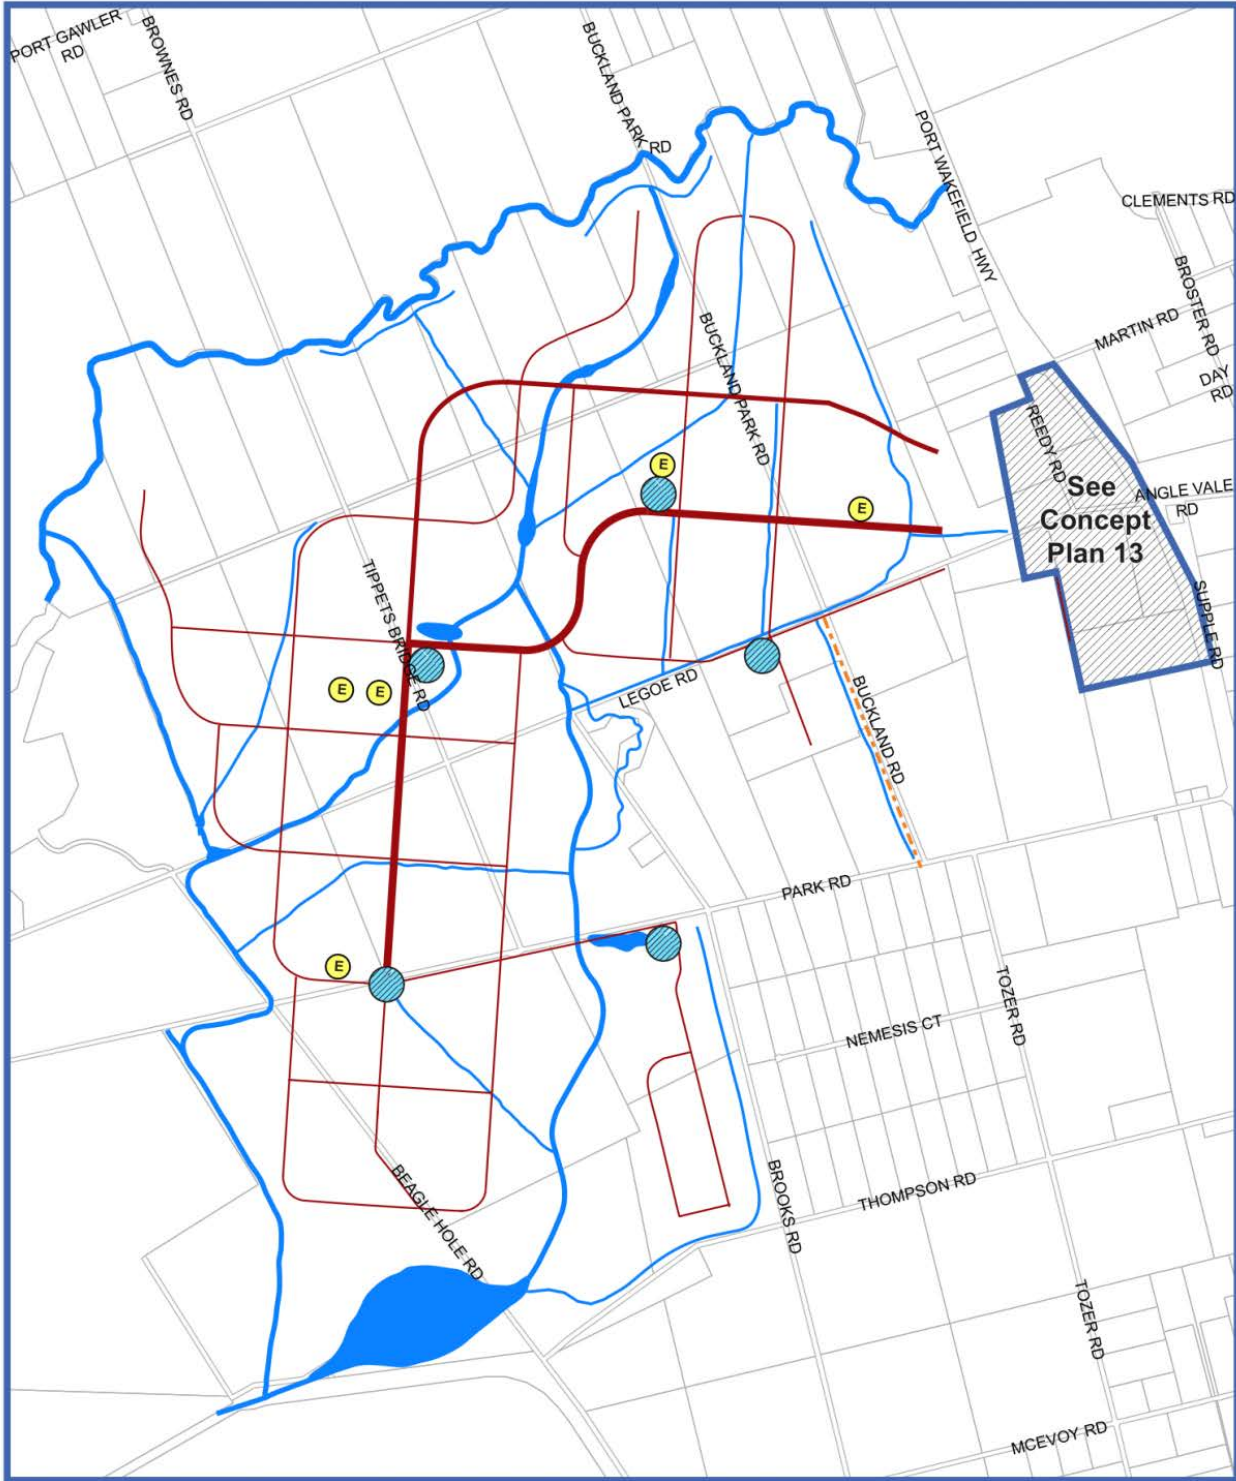 PORT GAWLER
RD
BROWNES RD
BUCKLAND PARK RD
PORT WAKEFIELD HWY
CLEMENTS RD
BROSTER RD
MARTIN RD
DAY
RD
BUCKLAND PARK RD
REEDY RD
See
Concept
Plan 13
ANGLE VALE
RD
E
E
SUPPLE RD
TIPPETS BRIDGE RD
E
E
LEGOE RD
BUCKLAND RD
PARK RD
E
TOZER RD
NEMESIS CT
BEAGLE HOLE RD
BROOKS RD
THOMPSON RD
TOZER RD
MCEVOY RD